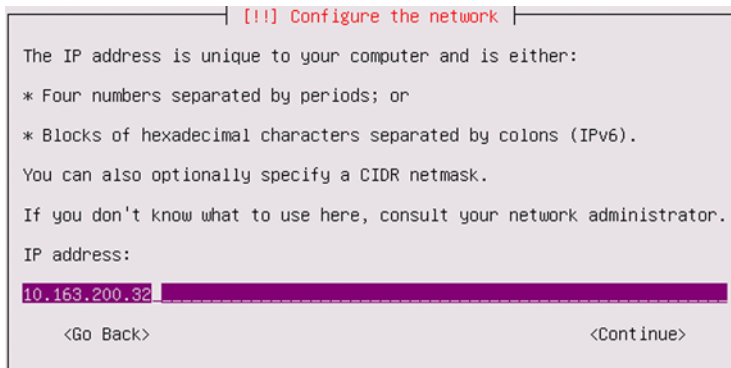 [!!] Configure the network
The IP address is unique to your computer and is either:
* Four numbers separated by periods; or
* Blocks of hexadecimal characters separated by colons (IPv6).
You can also optionally specify a CIDR netmask.
If you don't know what to use here, consult your network administrator.
IP address:
10.163.200.32
<Go Back> <Continue>